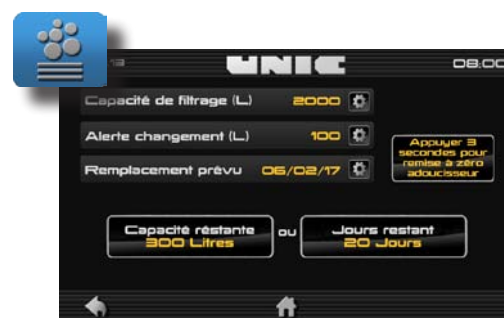 13 UNIC 08:00
Capacité de filtrage (L) 2000
Alerte changement (L) 100
Remplacement prévu 06/02/17
Appuyer 3
secondes pour
remise à zéro
adoucisseur
Capacité réstante
300 Litres
ou
Jours restant
20 Jours